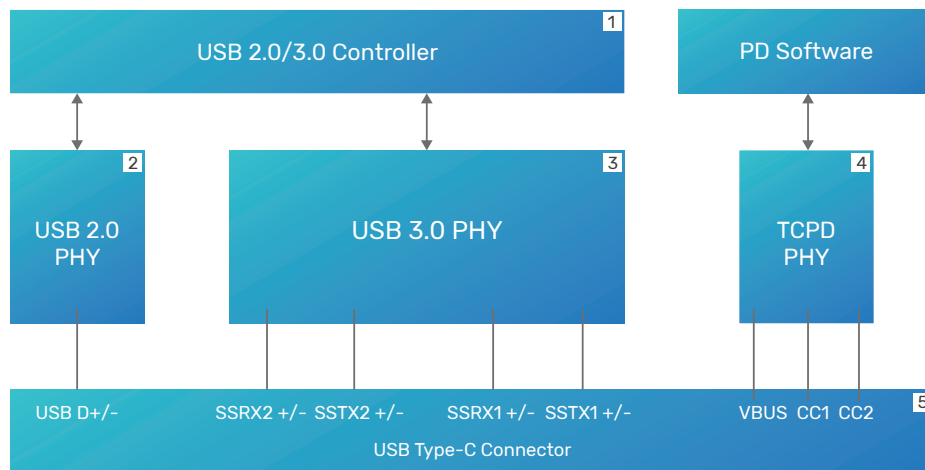 1
USB 2.0/3.0 Controller
PD Software
2
USB 2.0
PHY
3
USB 3.0 PHY
4
TCPD
PHY
5
USB D+/- SSRX2 +/- SSTX2 +/- SSRX1 +/- SSTX1 +/- VBUS CC1 CC2
USB Type-C Connector